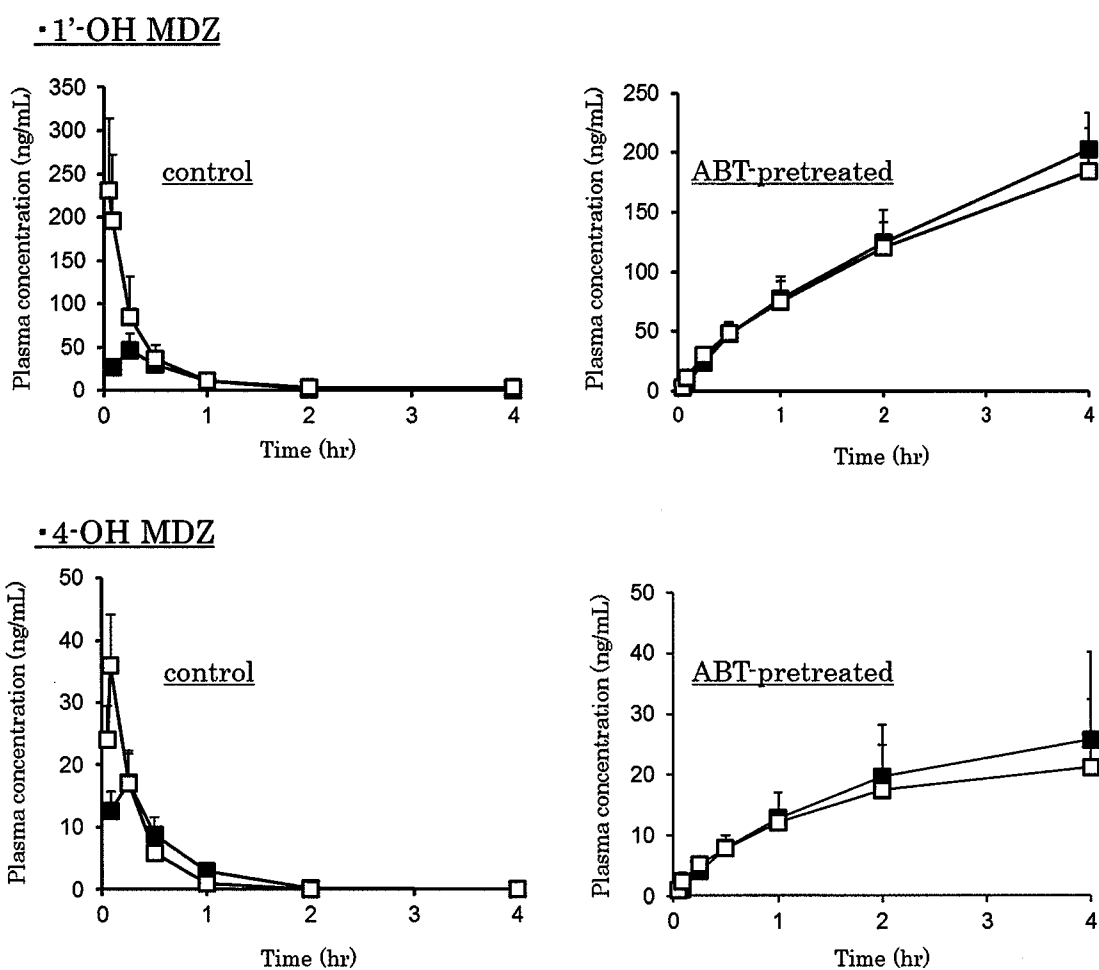 ・1'-OH MDZ
Plasma concentration (ng/mL)
350
300
250
200
150
100
50
0
control
0 1 2 3 4
Time (hr)
Plasma concentration (ng/mL)
250
200
150
100
50
0
ABT-pretreated
0 1 2 3 4
Time (hr)
・4-OH MDZ
Plasma concentration (ng/mL)
50
40
30
20
10
0
control
0 1 2 3 4
Time (hr)
Plasma concentration (ng/mL)
50
40
30
20
10
0
ABT-pretreated
0 1 2 3 4
Time (hr)